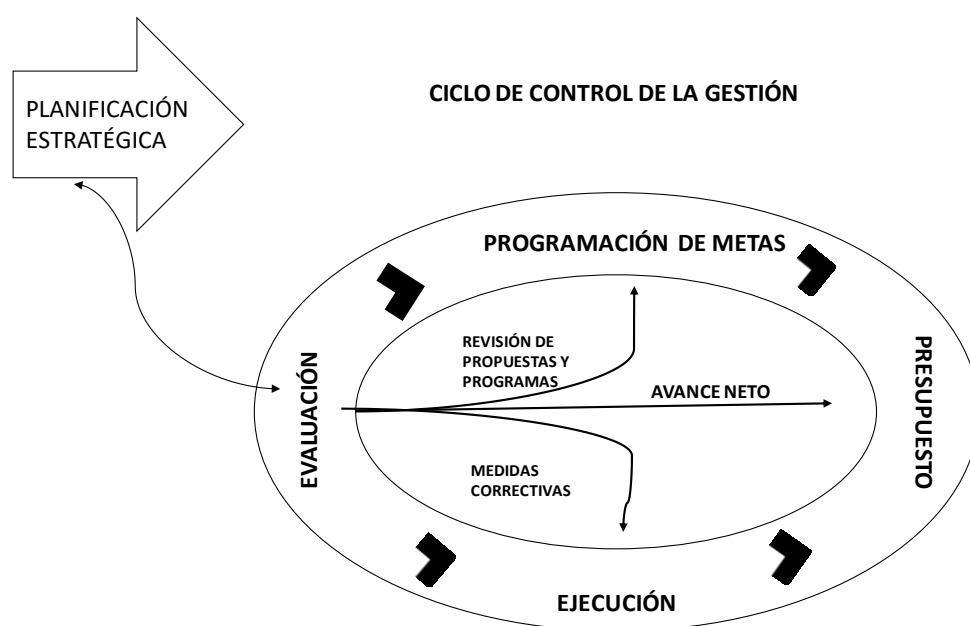 PLANIFICACIÓN
ESTRATÉGICA
CICLO DE CONTROL DE LA GESTIÓN
PROGRAMACIÓN DE METAS
REVISIÓN DE
PROPUESTAS Y
PROGRAMAS
AVANCE NETO
EVALUACIÓN
PRESUPUESTO
MEDIDAS
CORRECTIVAS
EJECUCIÓN